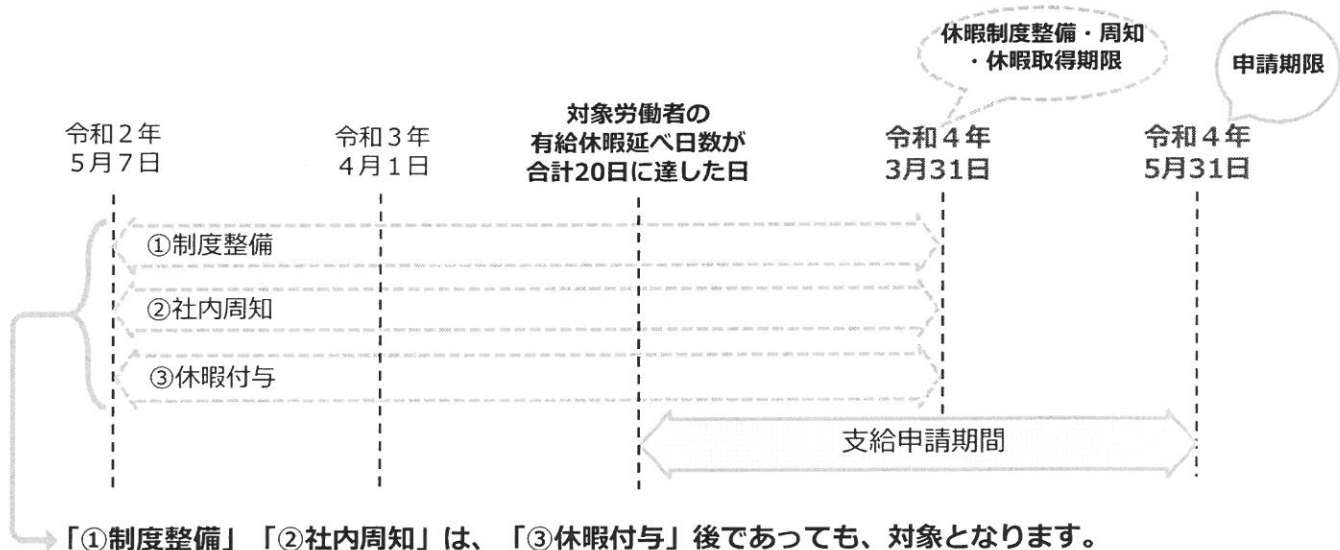 休暇制度整備・周知
・休暇取得期限
申請期限
令和2年
5月7日
令和3年
4月1日
対象労働者の
有給休暇延べ日数が
合計20日に達した日
令和4年
3月31日
令和4年
5月31日
①制度整備
②社内周知
③休暇付与
支給申請期間
「①制度整備」「②社内周知」は、「③休暇付与」後であっても、対象となります。